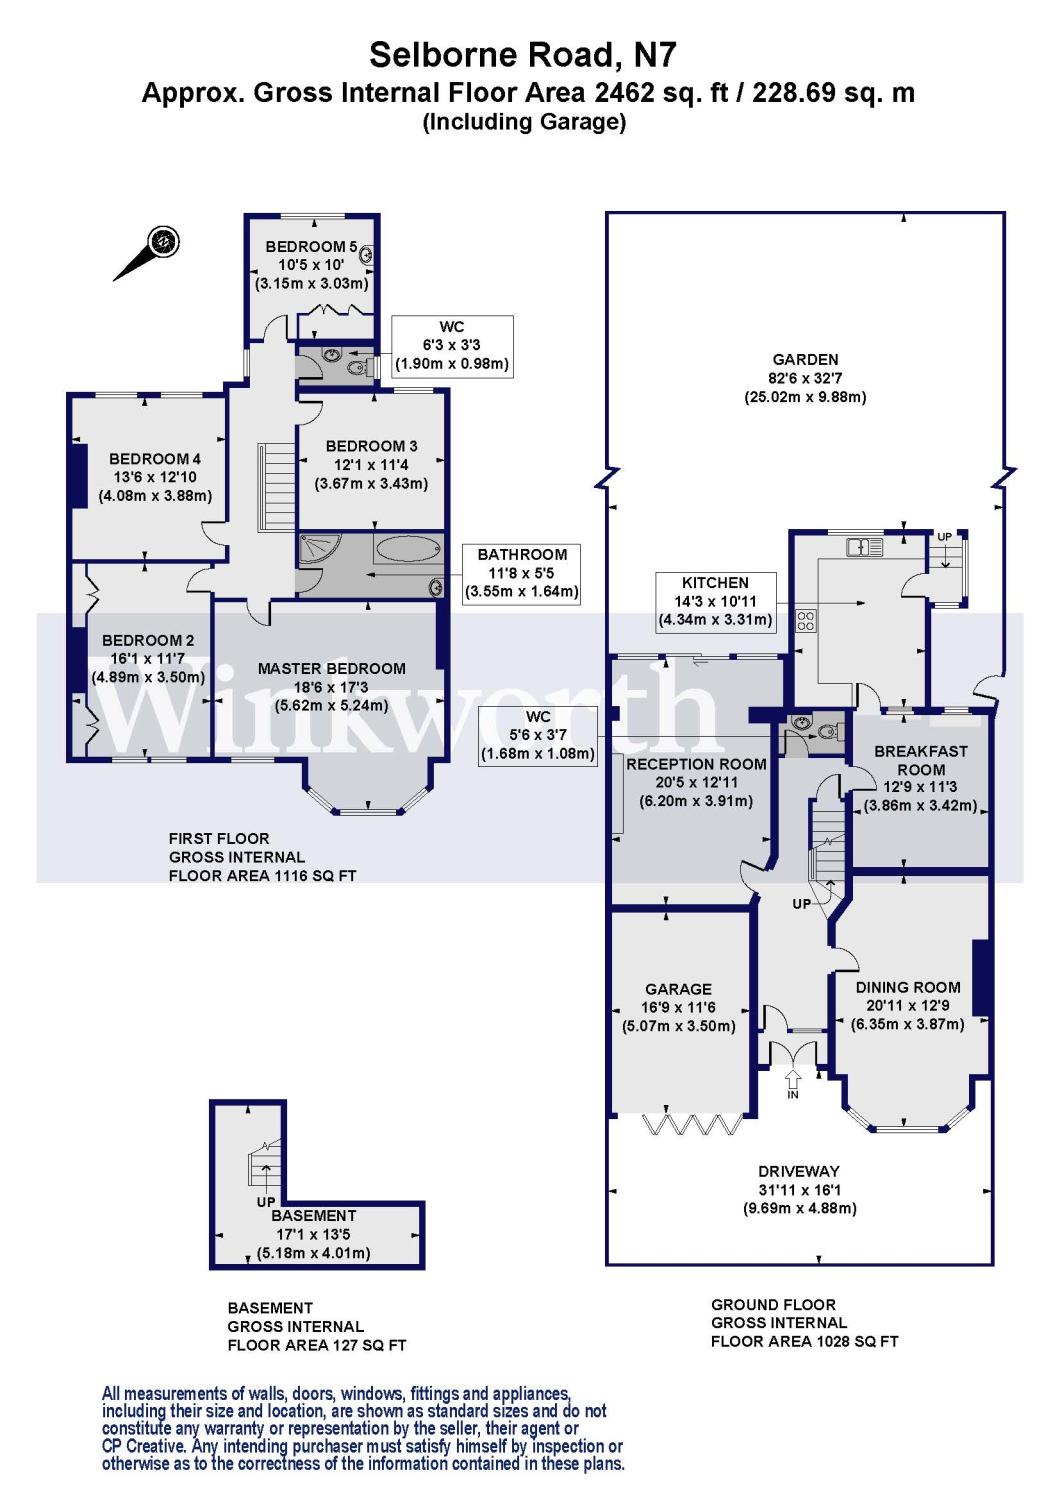 Selborne Road, N7
Approx. Gross Internal Floor Area 2462 sq. ft / 228.69 sq. m
(Including Garage)
N
BEDROOM 5
10'5 x 10'
(3.15m x 3.03m)
WC
6'3 x 3'3
(1.90m x 0.98m)
BEDROOM 4
13'6 x 12'10
(4.08m x 3.88m)
BEDROOM 3
12'1 x 11'4
(3.67m x 3.43m)
BATHROOM
11'8 x 5'5
(3.55m x 1.64m)
BEDROOM 2
16'1 x 11'7
(4.89m x 3.50m)
MASTER BEDROOM
18'6 x 17'3
(5.62m x 5.24m)
Winkworth
FIRST FLOOR
GROSS INTERNAL
FLOOR AREA 1116 SQ FT
GARDEN
82'6 x 32'7
(25.02m x 9.88m)
UP
KITCHEN
14'3 x 10'11
(4.34m x 3.31m)
WC
5'6 x 3'7
(1.68m x 1.08m)
RECEPTION ROOM
20'5 x 12'11
(6.20m x 3.91m)
BREAKFAST
ROOM
12'9 x 11'3
(3.86m x 3.42m)
UP
GARAGE
16'9 x 11'6
(5.07m x 3.50m)
DINING ROOM
20'11 x 12'9
(6.35m x 3.87m)
IN
DRIVEWAY
31'11 x 16'1
(9.69m x 4.88m)
UP
BASEMENT
17'1 x 13'5
(5.18m x 4.01m)
BASEMENT
GROSS INTERNAL
FLOOR AREA 127 SQ FT
GROUND FLOOR
GROSS INTERNAL
FLOOR AREA 1028 SQ FT
All measurements of walls, doors, windows, fittings and appliances,
including their size and location, are shown as standard sizes and do not
constitute any warranty or representation by the seller, their agent or
CP Creative. Any intending purchaser must satisfy himself by inspection or
otherwise as to the correctness of the information contained in these plans.